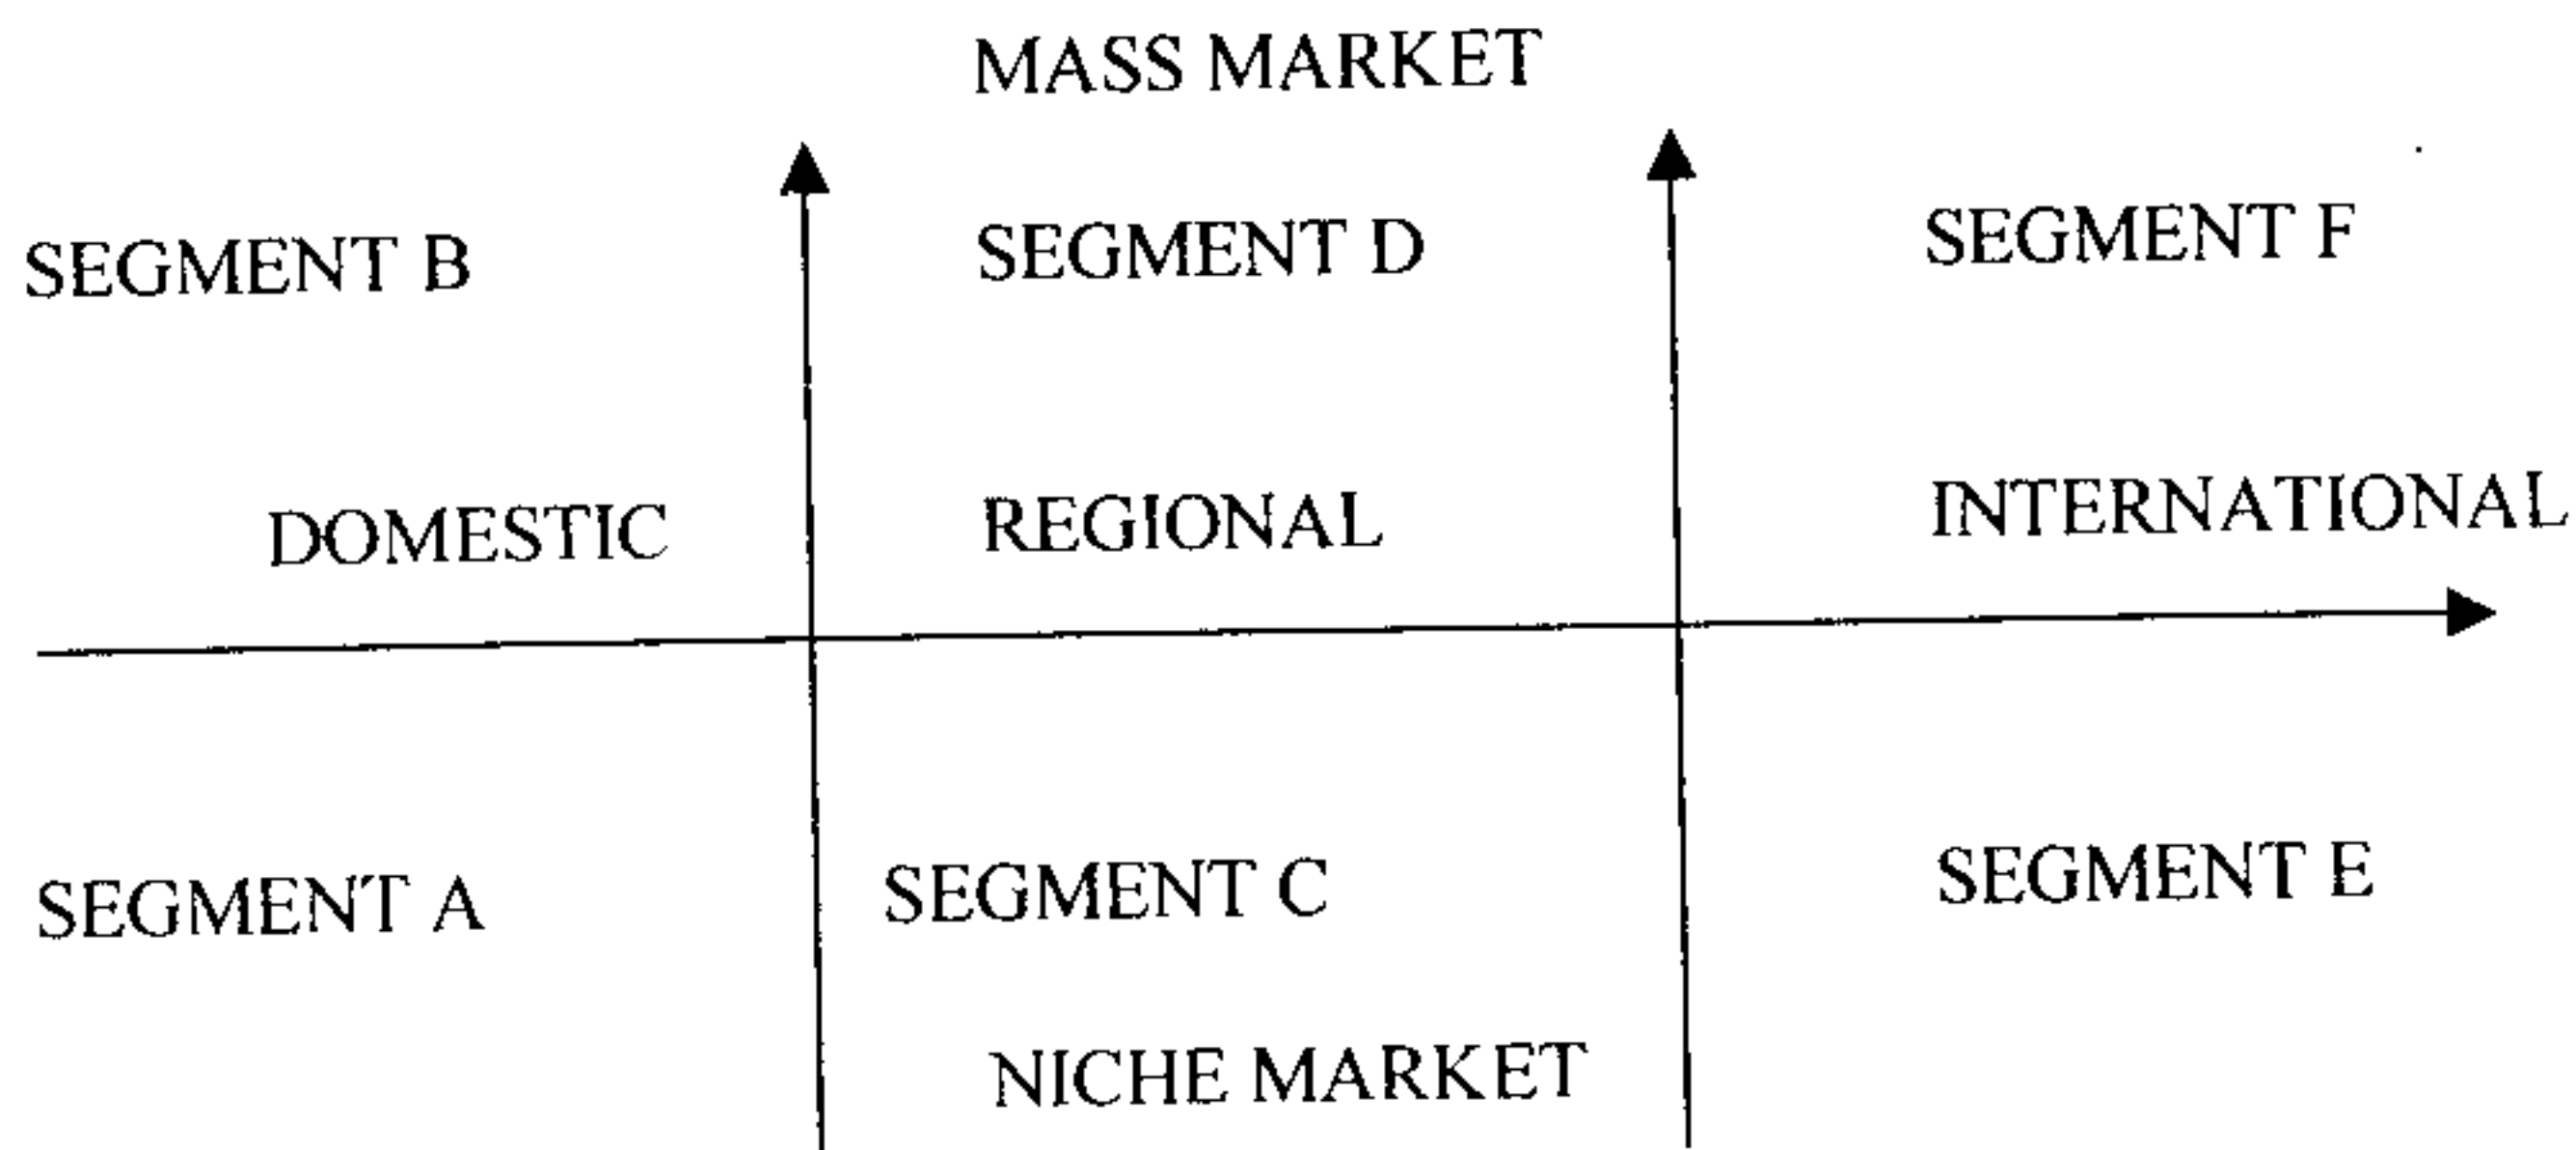 MASS MARKET
SEGMENT B SEGMENT D SEGMENT F
DOMESTIC REGIONAL INTERNATIONAL
SEGMENT A SEGMENT C SEGMENT E
NICHE MARKET